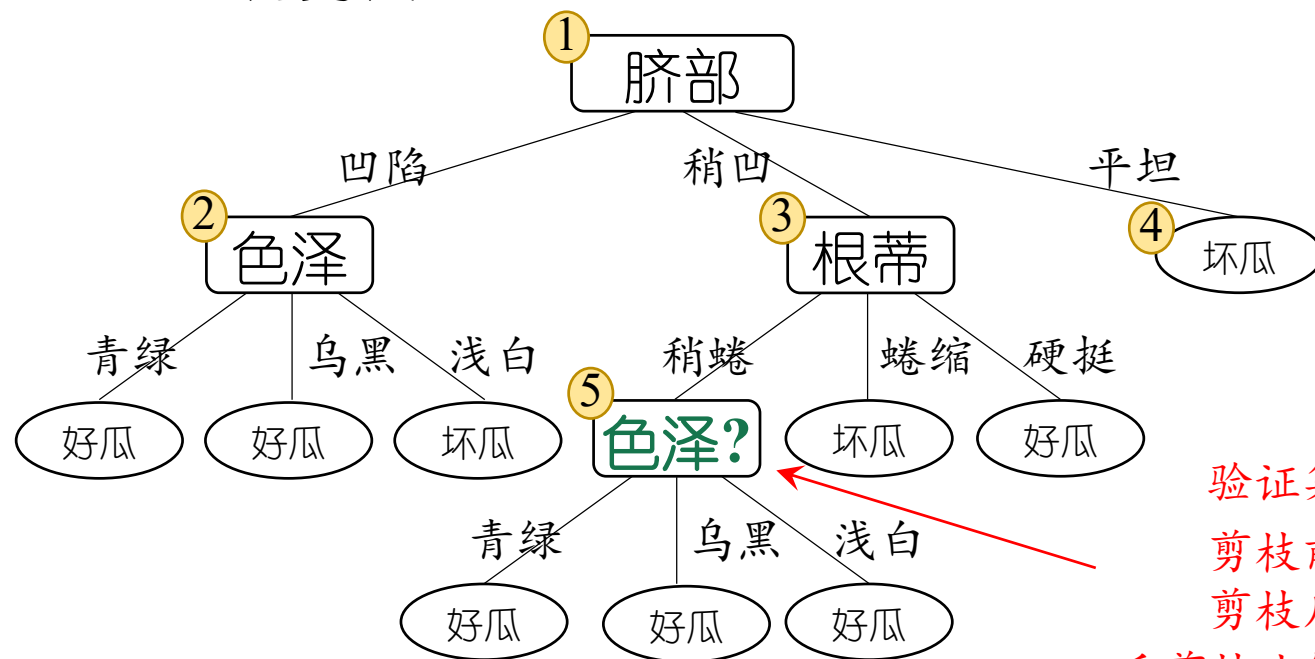 1
脐部
凹陷
稍凹
平坦
2
色泽
3
根蒂
4
坏瓜
青绿
乌黑
浅白
稍蜷
蜷缩
硬挺
好瓜
好瓜
坏瓜
5
色泽?
坏瓜
好瓜
验证
青绿
乌黑
浅白
剪枝
好瓜
好瓜
好瓜
剪枝